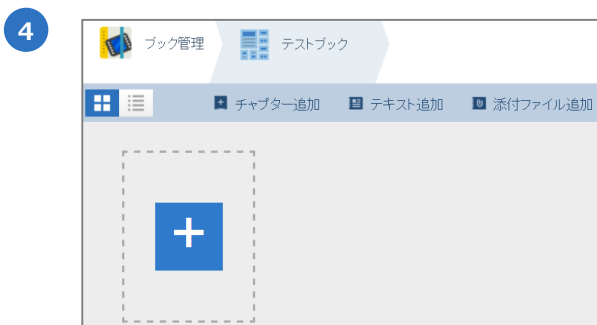 4
ブック管理 テストブック
チャプター追加 テキスト追加 添付ファイル追加